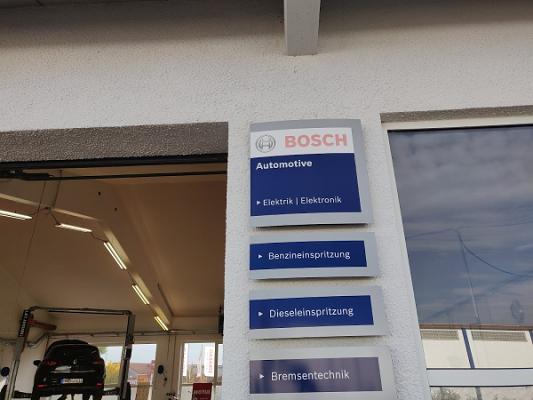 BOSCH
Automotive
▸ Elektrik | Elektronik
▸ Benzineinspritzung
▸ Dieseleinspritzung
▸ Bremsentechnik